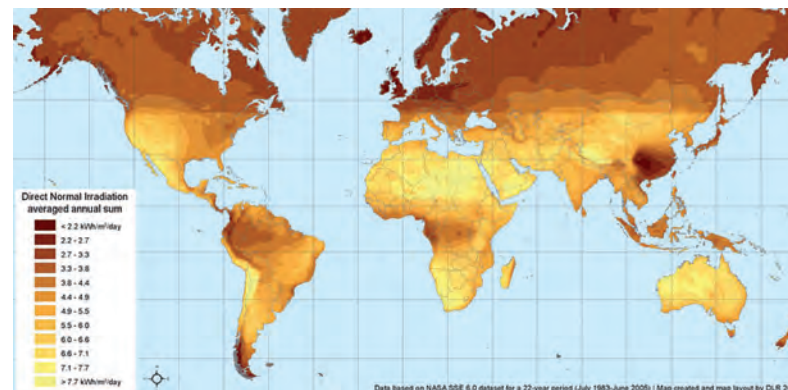 Direct Normal Irradiation
averaged annual sum
< 2.2 kWh/m²/day
2.2 - 2.7
2.7 - 3.3
3.3 - 3.8
3.8 - 4.4
4.4 - 4.9
4.9 - 5.5
5.5 - 6.0
6.0 - 6.6
6.6 - 7.1
7.1 - 7.7
> 7.7 kWh/m²/day
Data based on NASA SSE 6.0 dataset for a 22-year period (July 1983-June 2005) | Map created and map layout by DLR